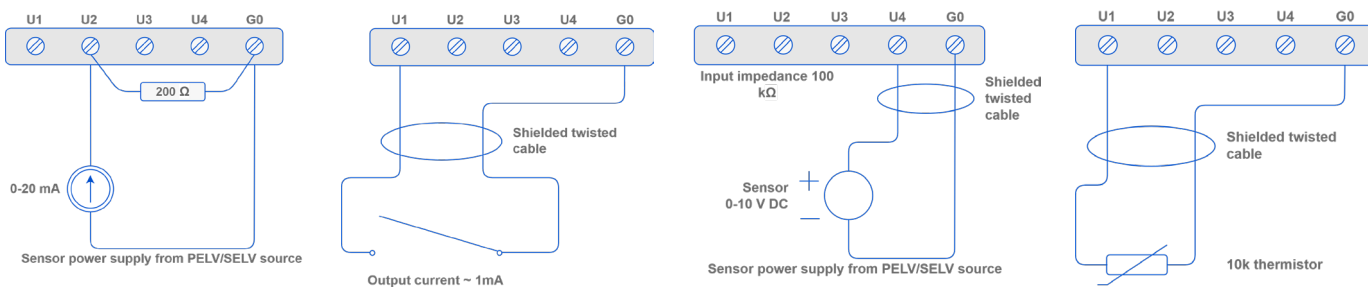 U1 U2 U3 U4 G0
200 Ω
0-20 mA
Sensor power supply from PELV/SELV source
U1 U2 U3 U4 G0
Shielded twisted
cable
Output current ~ 1mA
U1 U2 U3 U4 G0
Input impedance 100
kΩ
Shielded
twisted
cable
Sensor
0-10 V DC
+
—
Sensor power supply from PELV/SELV source
U1 U2 U3 U4 G0
Shielded twisted
cable
10k thermistor